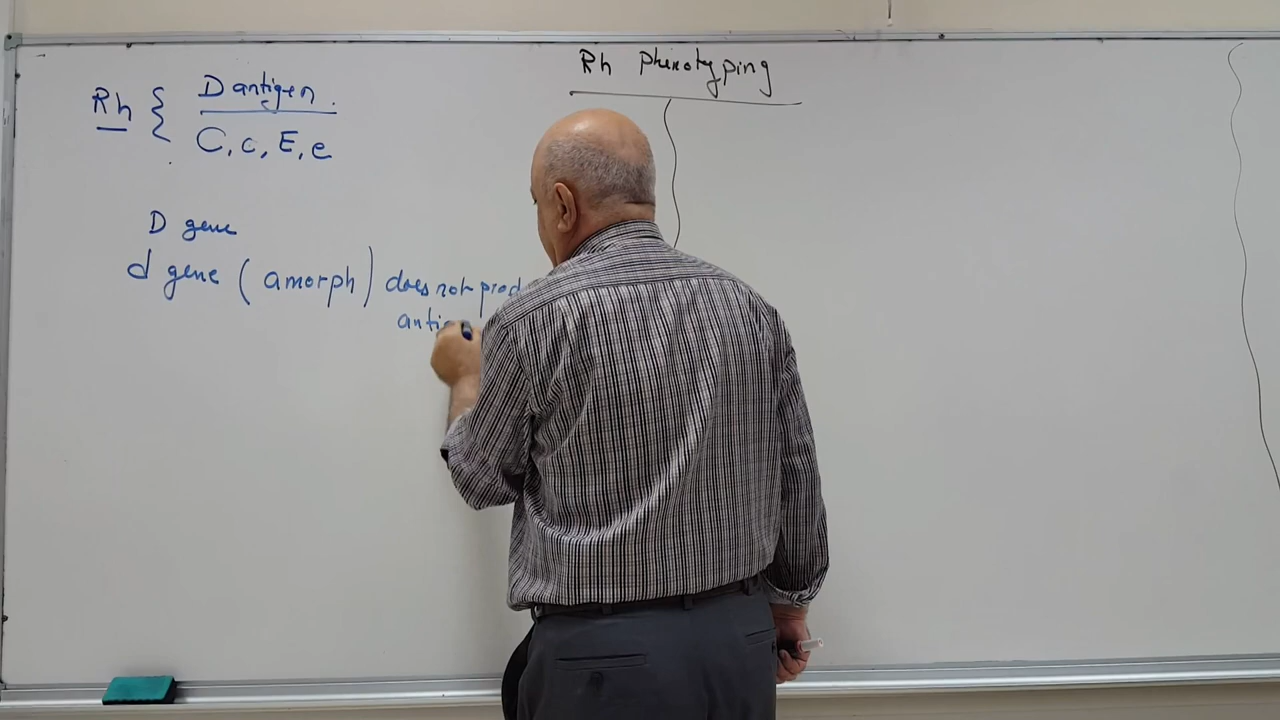 Rh Phenotyping
Rh { D antigen.
C, c, E, e
D gene
d gene (amorph) does not prod
anti